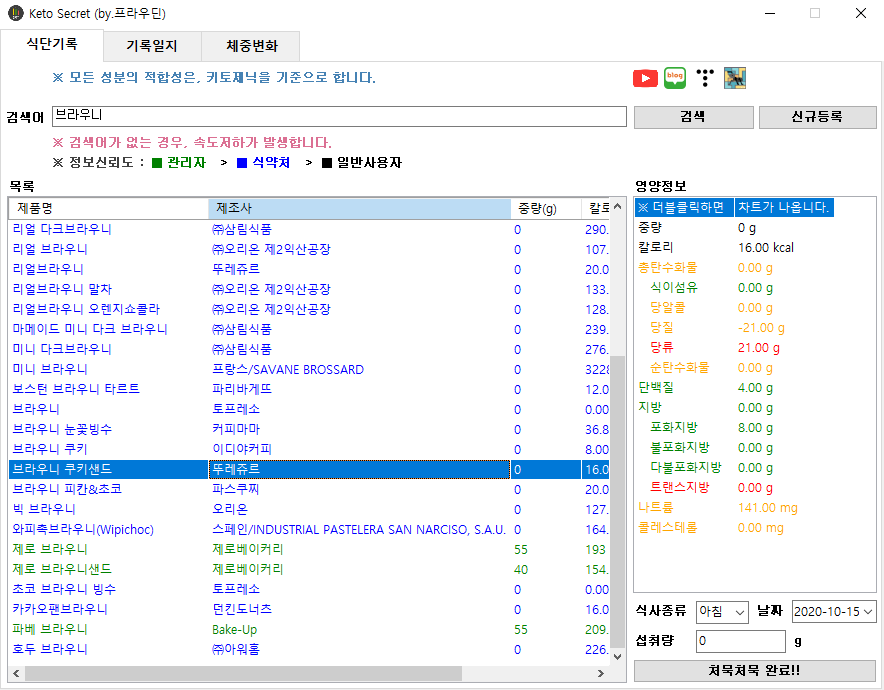 Keto Secret (by.프라우딘)
식단기록 기록일지 체중변화
※ 모든 성분의 적합성은, 키토제닉을 기준으로 합니다.
blog
검색어 브라우니 검색 신규등록
※ 검색어가 없는 경우, 속도저하가 발생합니다.
※ 정보신뢰도 : ■ 관리자 > ■ 식약처 > ■ 일반사용자
목록
제품명 제조사 중량(g) 칼로
리얼 다크브라우니 ㈜삼림식품 0 290.
리얼 브라우니 ㈜오리온 제2익산공장 0 107.
리얼브라우니 뚜레쥬르 0 20.0
리얼브라우니 말차 ㈜오리온 제2익산공장 0 133.
리얼브라우니 오렌지쇼콜라 ㈜오리온 제2익산공장 0 128.
마메이드 미니 다크 브라우니 ㈜삼림식품 0 239.
미니 다크브라우니 ㈜삼림식품 0 276.
미니 브라우니 프랑스/SAVANE BROSSARD 0 3228
보스턴 브라우니 타르트 파리바게뜨 0 12.0
브라우니 토프레소 0 0.00
브라우니 눈꽃빙수 커피마마 0 36.8
브라우니 쿠키 이디야커피 0 8.00
브라우니 쿠키샌드 뚜레쥬르 0 16.0
브라우니 피칸&초코 파스쿠찌 0 20.0
빅 브라우니 오리온 0 127.
와피촉브라우니(Wipichoc) 스페인/INDUSTRIAL PASTELERA SAN NARCISO, S.A.U. 0 164.
제로 브라우니 제로베이커리 55 193
제로 브라우니샌드 제로베이커리 40 154.
초코 브라우니 빙수 토프레소 0 0.00
카카오팬브라우니 던킨도너츠 0 16.0
파베 브라우니 Bake-Up 55 209.
호두 브라우니 ㈜아워홈 0 226.
영양정보
※ 더블클릭하면 차트가 나옵니다.
중량 0 g
칼로리 16.00 kcal
총탄수화물 0.00 g
식이섬유 0.00 g
당알콜 0.00 g
당질 -21.00 g
당류 21.00 g
순탄수화물 0.00 g
단백질 4.00 g
지방 0.00 g
포화지방 8.00 g
불포화지방 0.00 g
다불포화지방 0.00 g
트랜스지방 0.00 g
나트륨 141.00 mg
콜레스테롤 0.00 mg
식사종류 아침 날짜 2020-10-15
섭취량 0 g
처묵처묵 완료!!